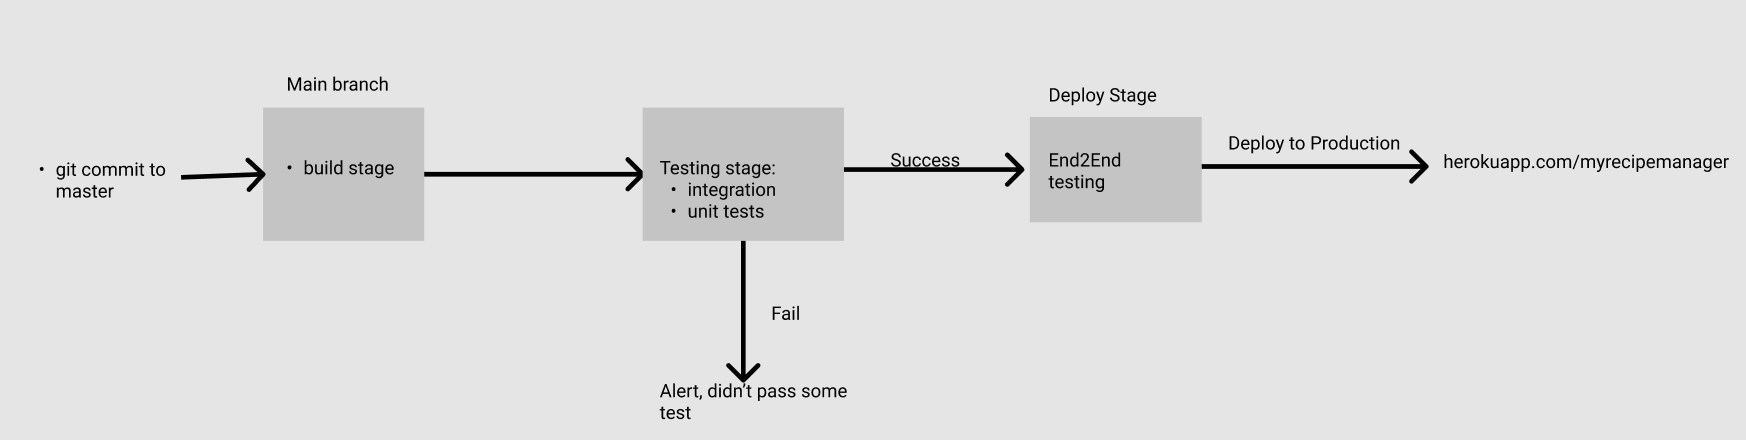 Main branch
Deploy Stage
• git commit to
master
• build stage
Testing stage:
• integration
• unit tests
Success
End2End
testing
Deploy to Production
herokuapp.com/myrecipemanager
Fail
Alert, didn't pass some
test